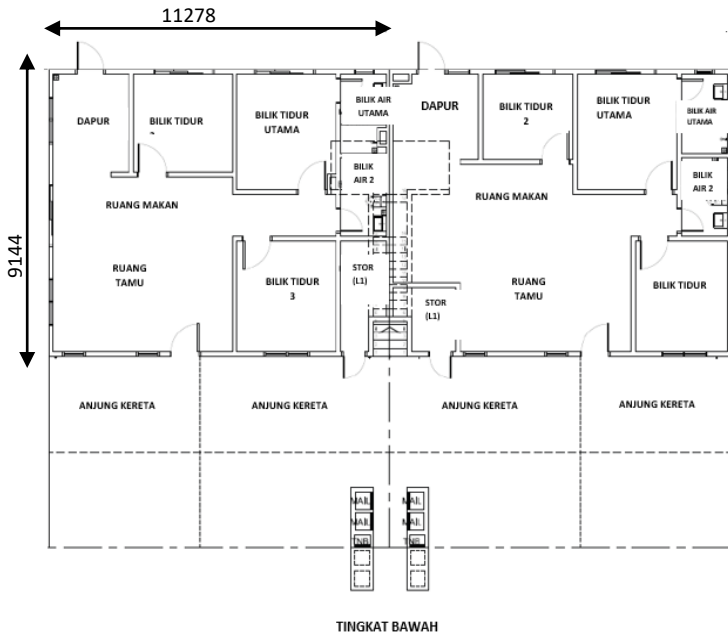 11278
9144
DAPUR
BILIK TIDUR
BILIK TIDUR
UTAMA
BILIK AIR
UTAMA
DAPUR
BILIK TIDUR
2
BILIK TIDUR
UTAMA
BILIK AIR
UTAMA
BILIK
AIR 2
BILIK
AIR 2
RUANG MAKAN
RUANG MAKAN
RUANG
TAMU
BILIK TIDUR
3
STOR
(L1)
STOR
(L1)
RUANG
TAMU
BILIK TIDUR
ANJUNG KERETA
ANJUNG KERETA
ANJUNG KERETA
ANJUNG KERETA
MAIL
MAIL
MAIL
MAIL
TNB
TNB
TINGKAT BAWAH